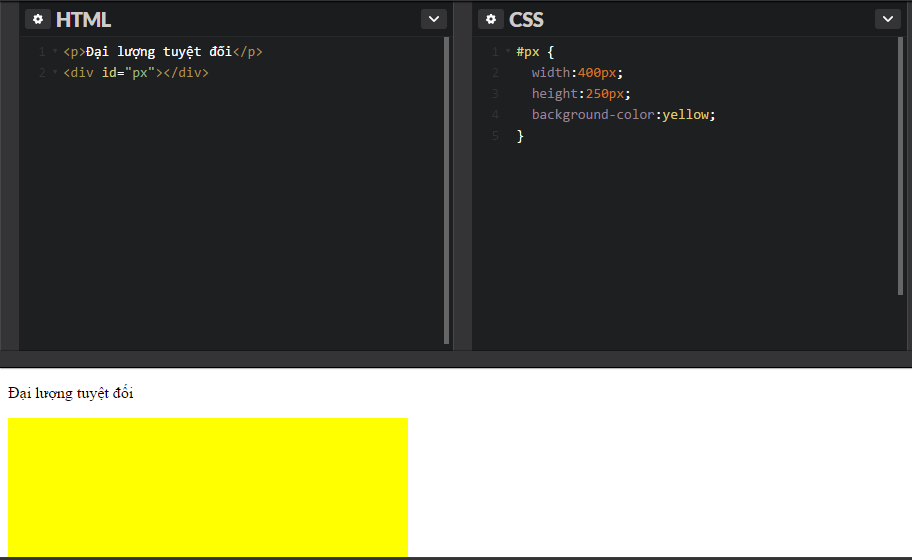 HTML
1 <p>Đại lượng tuyệt đối</p>
2 <div id="px"></div>
CSS
1 #px {
2 width:400px;
3 height:250px;
4 background-color:yellow;
5 }
Đại lượng tuyệt đối